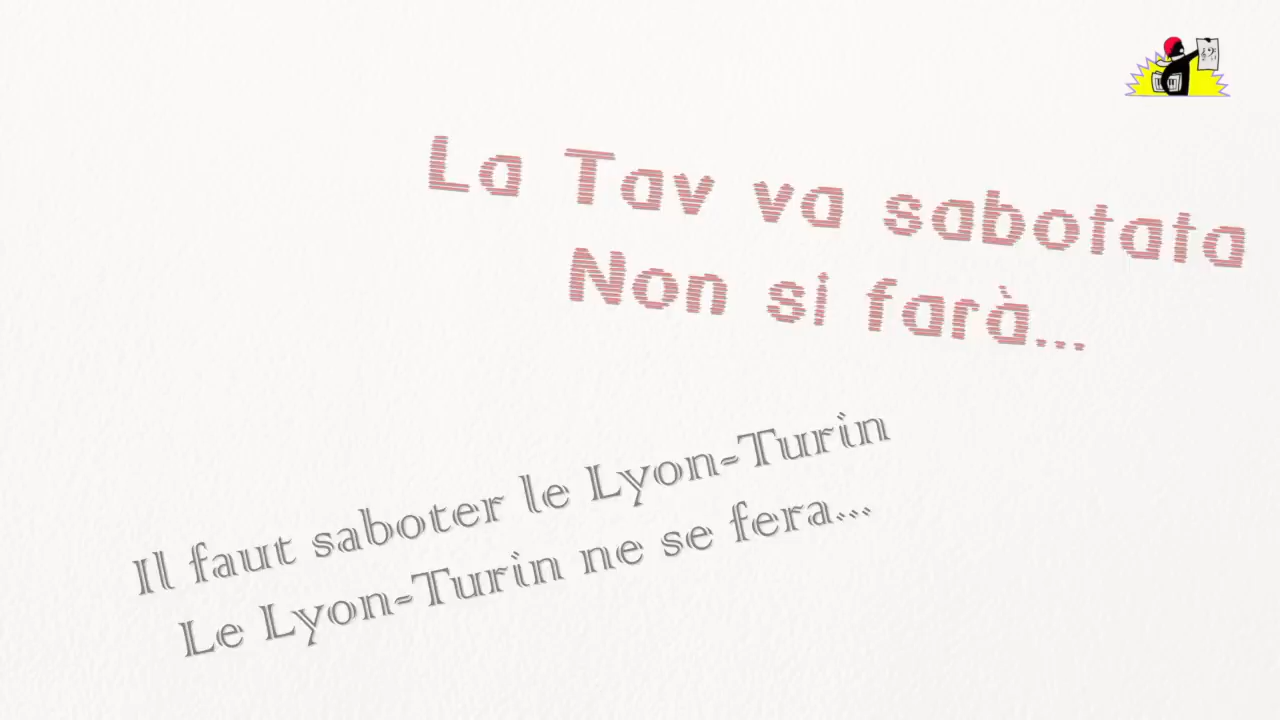 La Tav va sabotata
Non si farà...
Il faut saboter le Lyon-Turin
Le Lyon-Turin ne se fera...